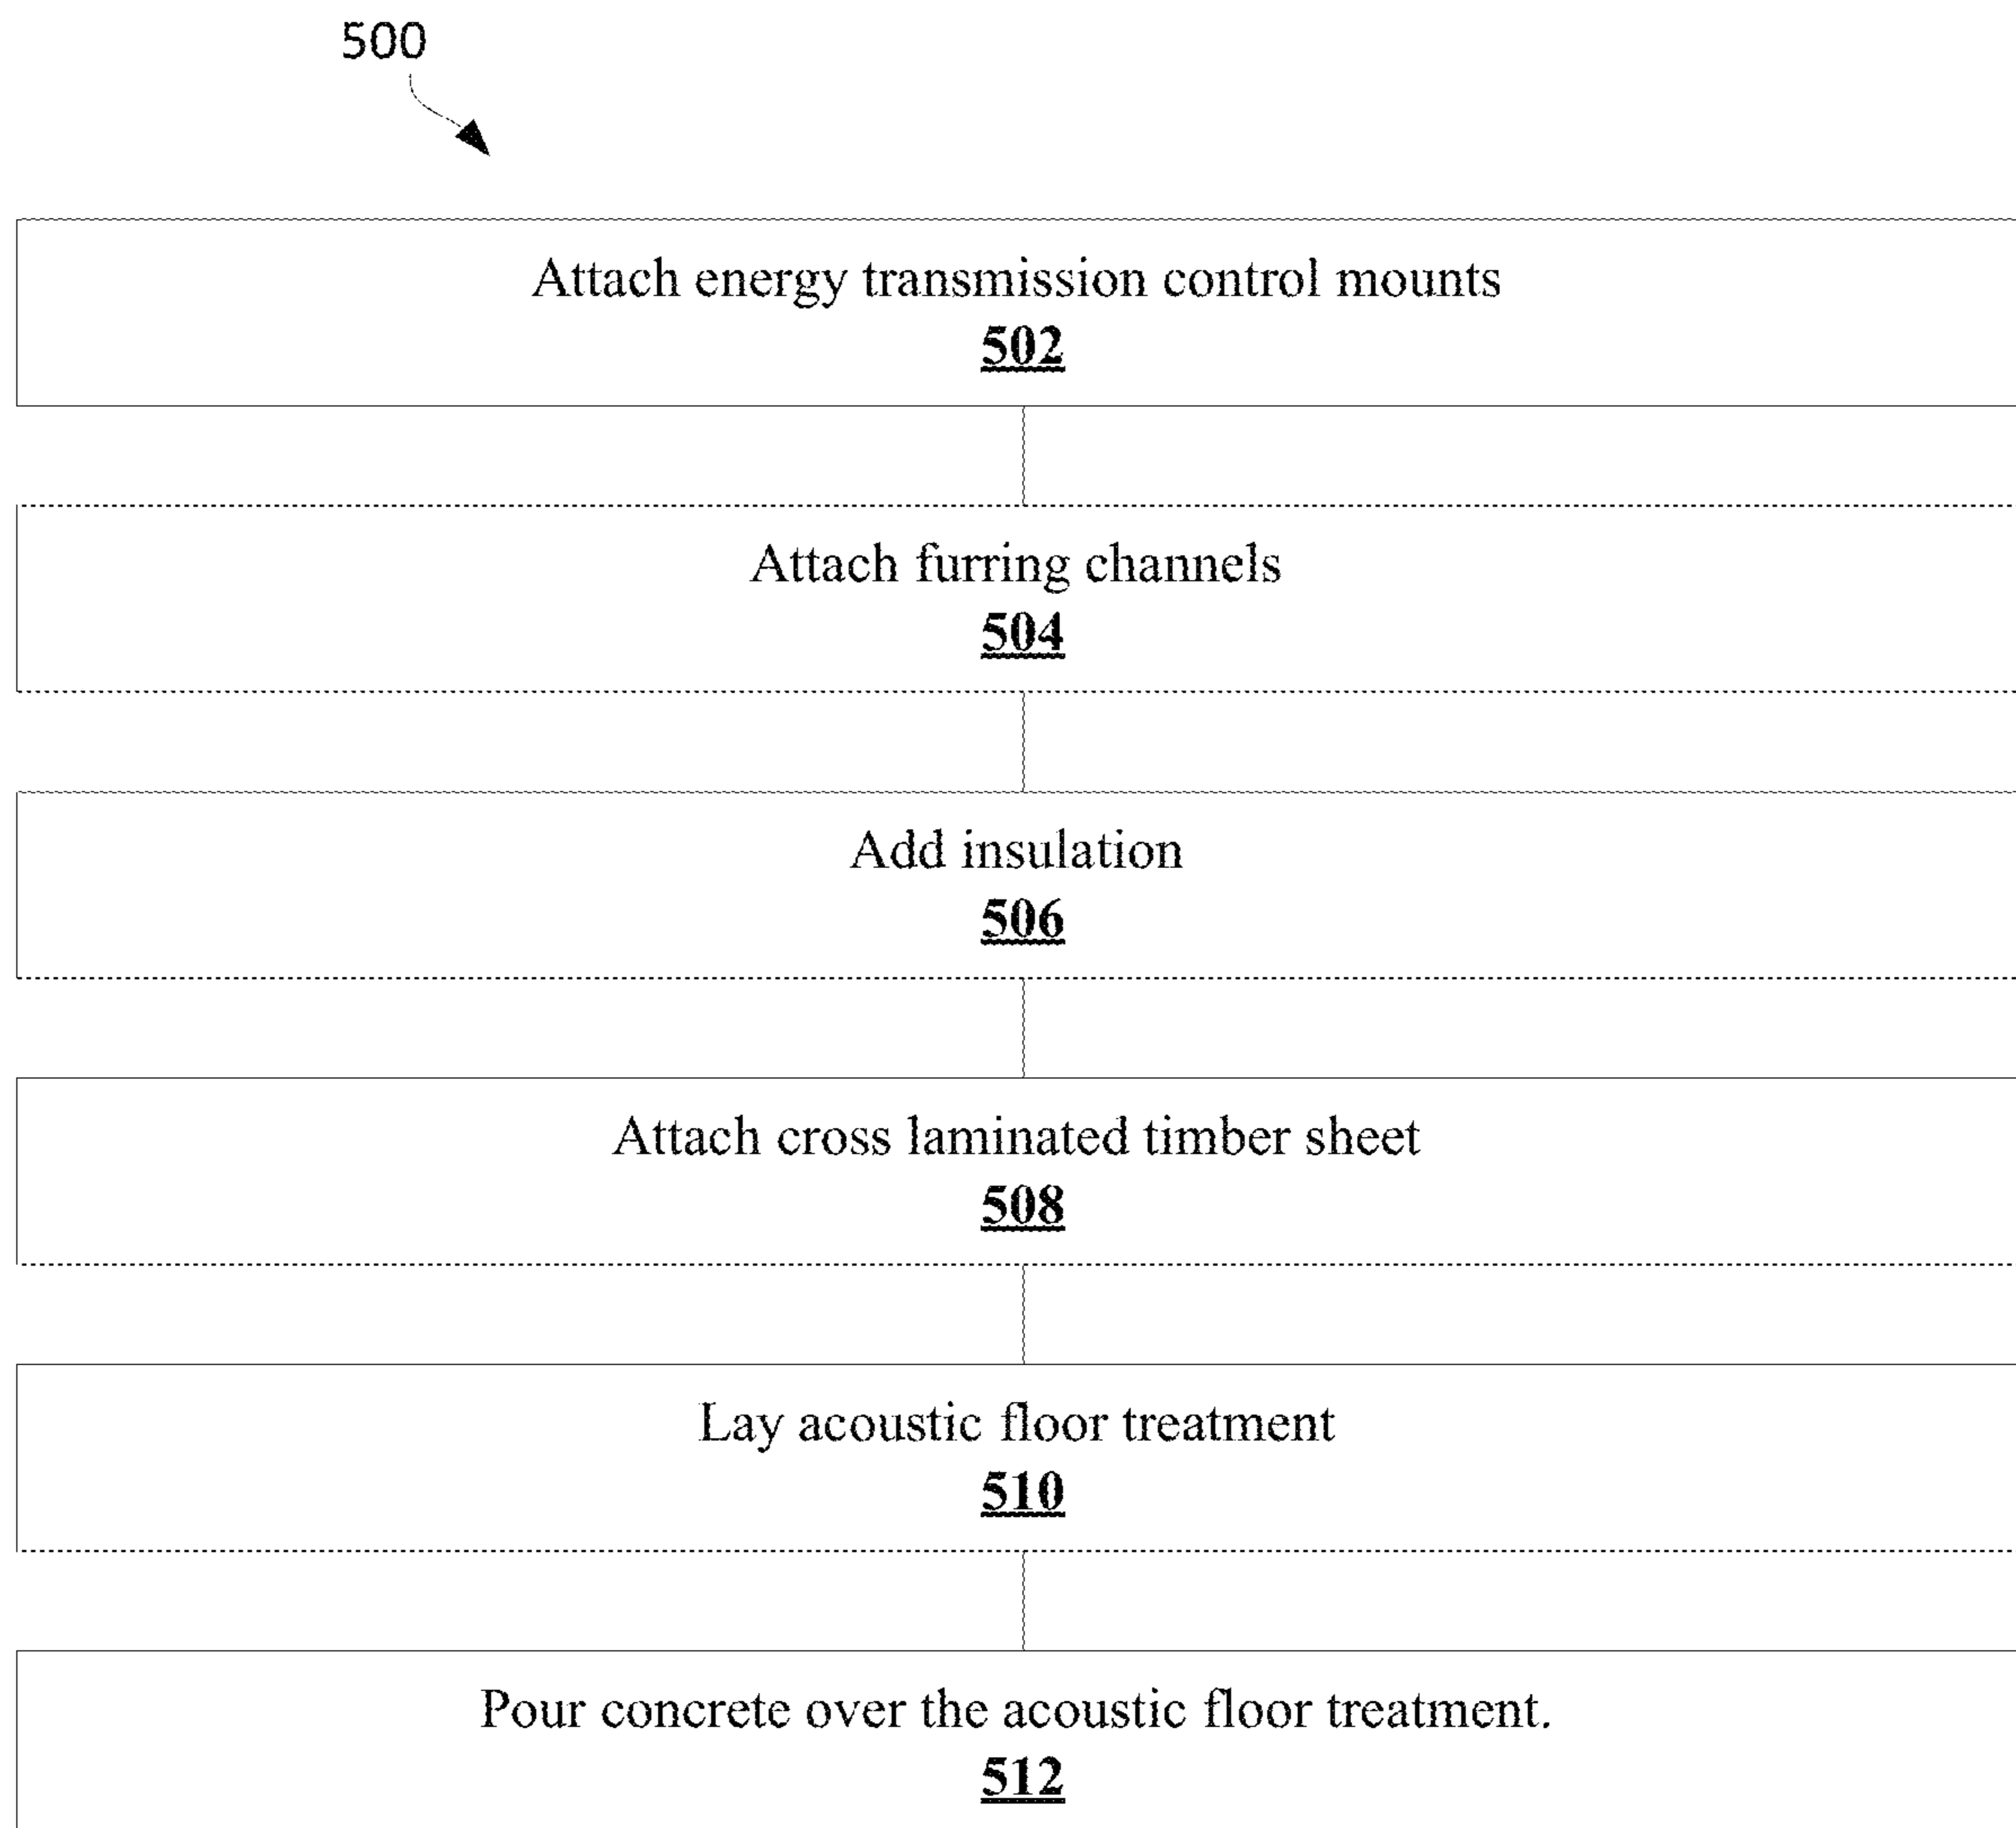 500
Attach energy transmission control mounts
502
Attach furring channels
504
Add insulation
506
Attach cross laminated timber sheet
508
Lay acoustic floor treatment
510
Pour concrete over the acoustic floor treatment.
512